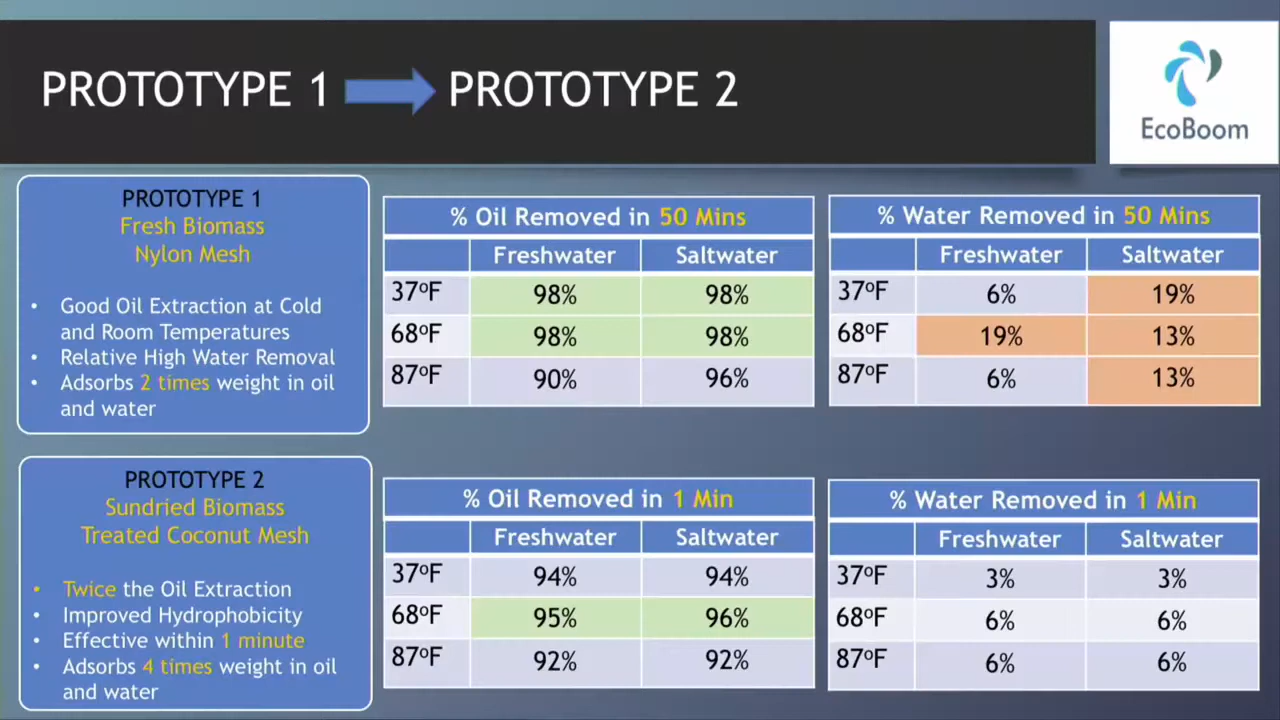 PROTOTYPE 1 PROTOTYPE 2
EcoBoom
PROTOTYPE 1
Fresh Biomass
Nylon Mesh
• Good Oil Extraction at Cold
and Room Temperatures
• Relative High Water Removal
• Adsorbs 2 times weight in oil
and water
% Oil Removed in 50 Mins
Freshwater Saltwater
37ºF 98% 98%
68ºF 98% 98%
87ºF 90% 96%
% Water Removed in 50 Mins
Freshwater Saltwater
37ºF 6% 19%
68ºF 19% 13%
87ºF 6% 13%
PROTOTYPE 2
Sundried Biomass
Treated Coconut Mesh
• Twice the Oil Extraction
• Improved Hydrophobicity
• Effective within 1 minute
• Adsorbs 4 times weight in oil
and water
% Oil Removed in 1 Min
Freshwater Saltwater
37ºF 94% 94%
68ºF 95% 96%
87ºF 92% 92%
% Water Removed in 1 Min
Freshwater Saltwater
37ºF 3% 3%
68ºF 6% 6%
87ºF 6% 6%